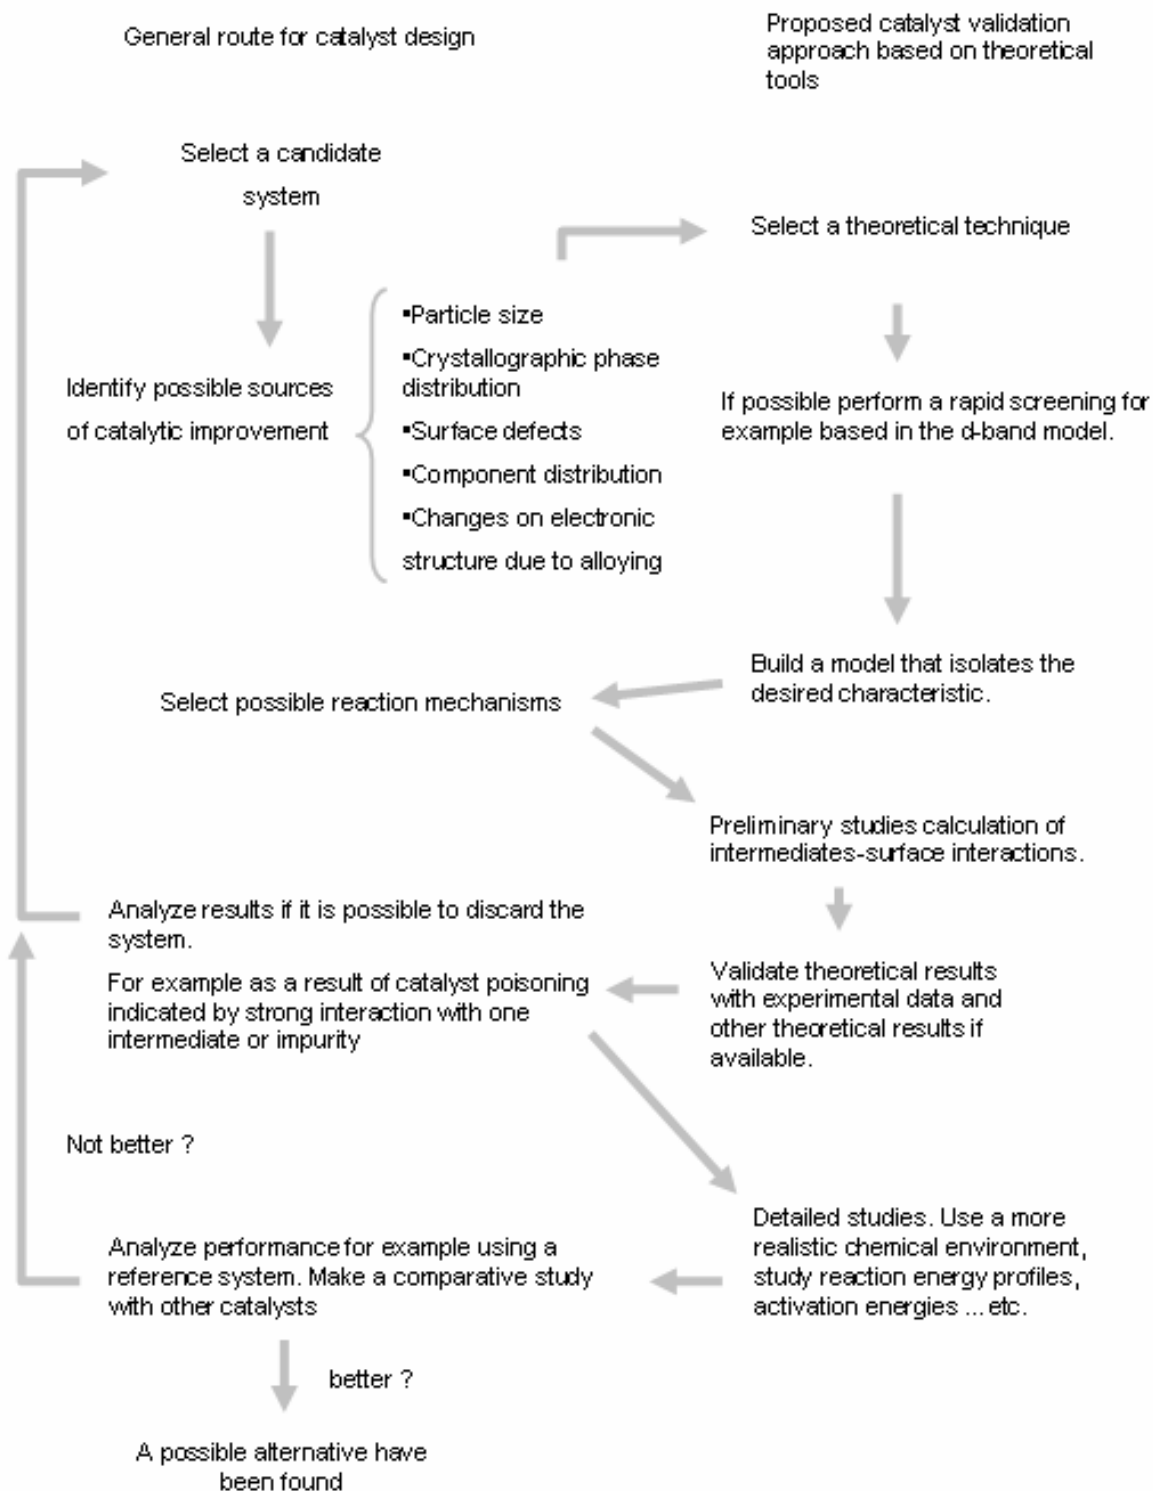 General route for catalyst design
Proposed catalyst validation
approach based on theoretical
tools
Select a candidate
system
Select a theoretical technique
Identify possible sources
of catalytic improvement
▪Particle size
▪Crystallographic phase
distribution
▪Surface defects
▪Component distribution
▪Changes on electronic
structure due to alloying
If possible perform a rapid screening for
example based in the d-band model.
Build a model that isolates the
desired characteristic.
Select possible reaction mechanisms
Preliminary studies calculation of
intermediates-surface interactions.
Validate theoretical results
with experimental data and
other theoretical results if
available.
Analyze results if it is possible to discard the
system.
For example as a result of catalyst poisoning
indicated by strong interaction with one
intermediate or impurity
Not better ?
Detailed studies. Use a more
realistic chemical environment,
study reaction energy profiles,
activation energies ... etc.
Analyze performance for example using a
reference system. Make a comparative study
with other catalysts
better ?
A possible alternative have
been found